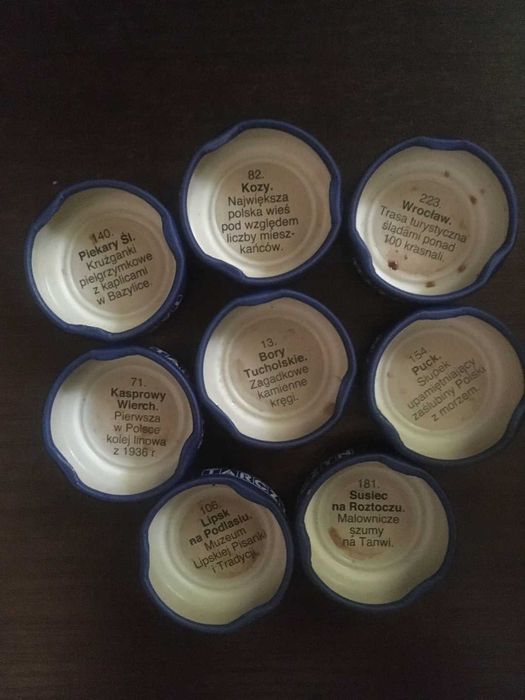 82.
Kozy.
Największa
polska wieś
pod względem
liczby miesz-
kańców.
223.
Wrocław.
Trasa turystyczna
śladami ponad
100 krasnali.
140.
Piekary Śl.
Krużganki
pielgrzymkowe
z kaplicami
w Bazylice.
13.
Bory
Tucholskie.
Zagadkowe
kamienne
kręgi.
154.
Puck.
Słupek
upamiętniający
zaślubiny Polski
z morzem.
71.
Kasprowy
Wierch.
Pierwsza
w Polsce
kolej linowa
z 1936 r.
106.
Lipsk
na Podlasiu.
Muzeum
Lipskiej Pisanki
i Tradycji.
181.
Susiec
na Roztoczu.
Malownicze
szumy
na Tanwi.